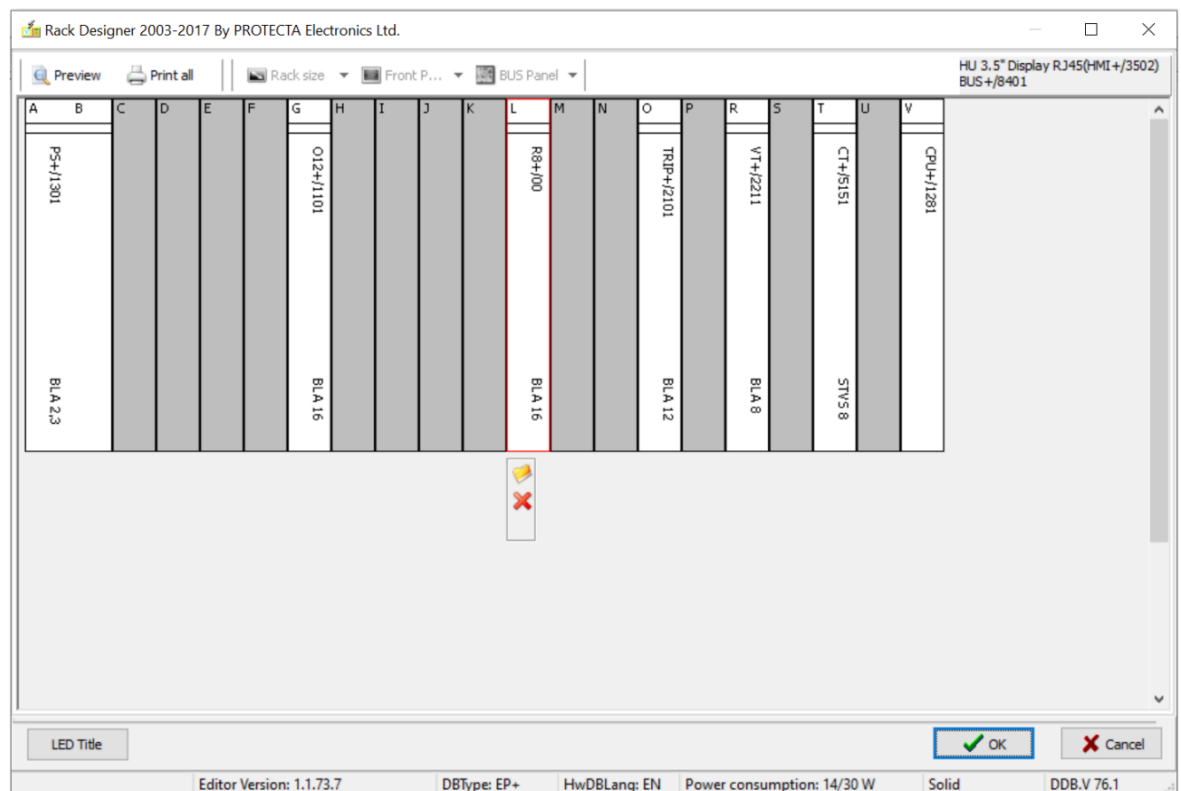 Rack Designer 2003-2017 By PROTECTA Electronics Ltd.
Preview Print all Rack size Front P... BUS Panel
HU 3.5" Display RJ45(HMI+/3502)
BUS+/8401
A B C D E F G H I J K L M N O P R S T U V
PS+/1301
O12+/1101
R8+/00
TRIP+/2101
VT+/2211
CT+/5151
CPU+/1281
BLA 2,3
BLA 16
BLA 16
BLA 12
BLA 8
STVS 8
LED Title
OK
Cancel
Editor Version: 1.1.73.7 DBType: EP+ HwDBLang: EN Power consumption: 14/30 W Solid DDB.V 76.1